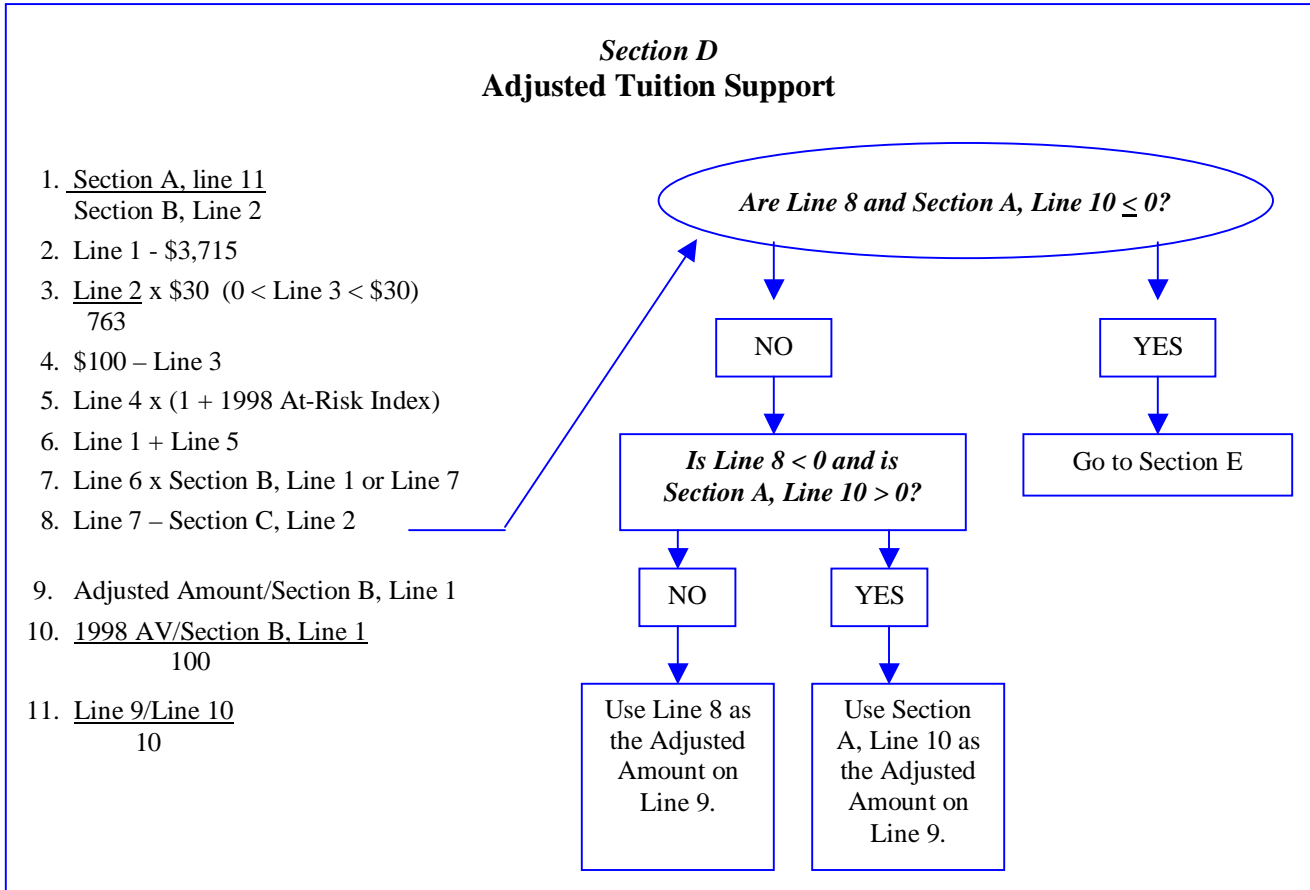 Section D
Adjusted Tuition Support
1. Section A, line 11
Section B, Line 2
2. Line 1 - $3,715
3. Line 2 x $30 (0 < Line 3 < $30)
763
4. $100 – Line 3
5. Line 4 x (1 + 1998 At-Risk Index)
6. Line 1 + Line 5
7. Line 6 x Section B, Line 1 or Line 7
8. Line 7 – Section C, Line 2
9. Adjusted Amount/Section B, Line 1
10. 1998 AV/Section B, Line 1
100
11. Line 9/Line 10
10
Are Line 8 and Section A, Line 10 ≤ 0?
NO
YES
Is Line 8 < 0 and is
Section A, Line 10 > 0?
Go to Section E
NO
YES
Use Line 8 as
the Adjusted
Amount on
Line 9.
Use Section
A, Line 10 as
the Adjusted
Amount on
Line 9.